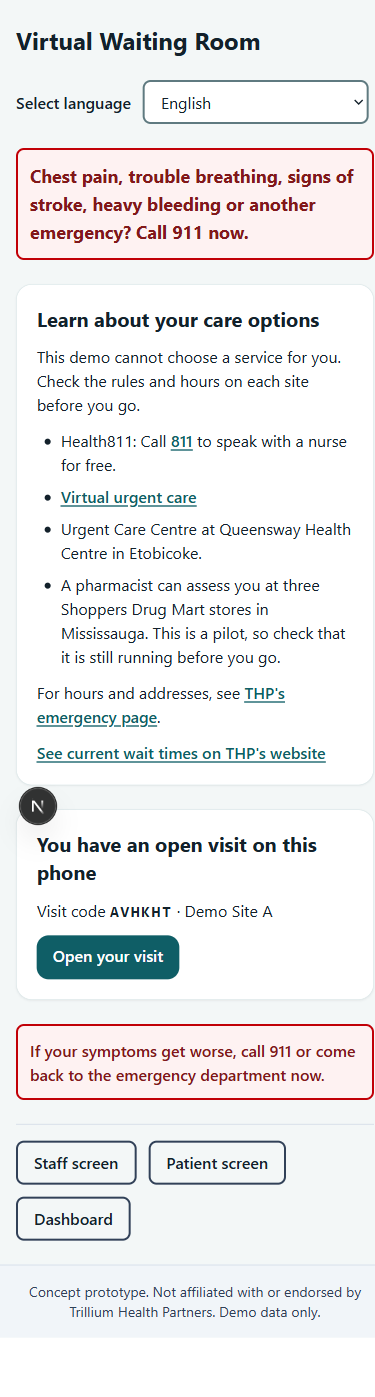 Virtual Waiting Room
Select language English
Chest pain, trouble breathing, signs of
stroke, heavy bleeding or another
emergency? Call 911 now.
Learn about your care options
This demo cannot choose a service for you.
Check the rules and hours on each site
before you go.
• Health811: Call 811 to speak with a nurse
for free.
• Virtual urgent care
• Urgent Care Centre at Queensway Health
Centre in Etobicoke.
• A pharmacist can assess you at three
Shoppers Drug Mart stores in
Mississauga. This is a pilot, so check that
it is still running before you go.
For hours and addresses, see THP's
emergency page.
See current wait times on THP's website
N
You have an open visit on this
phone
Visit code AVHKHT · Demo Site A
Open your visit
If your symptoms get worse, call 911 or come
back to the emergency department now.
Staff screen Patient screen
Dashboard
Concept prototype. Not affiliated with or endorsed by
Trillium Health Partners. Demo data only.